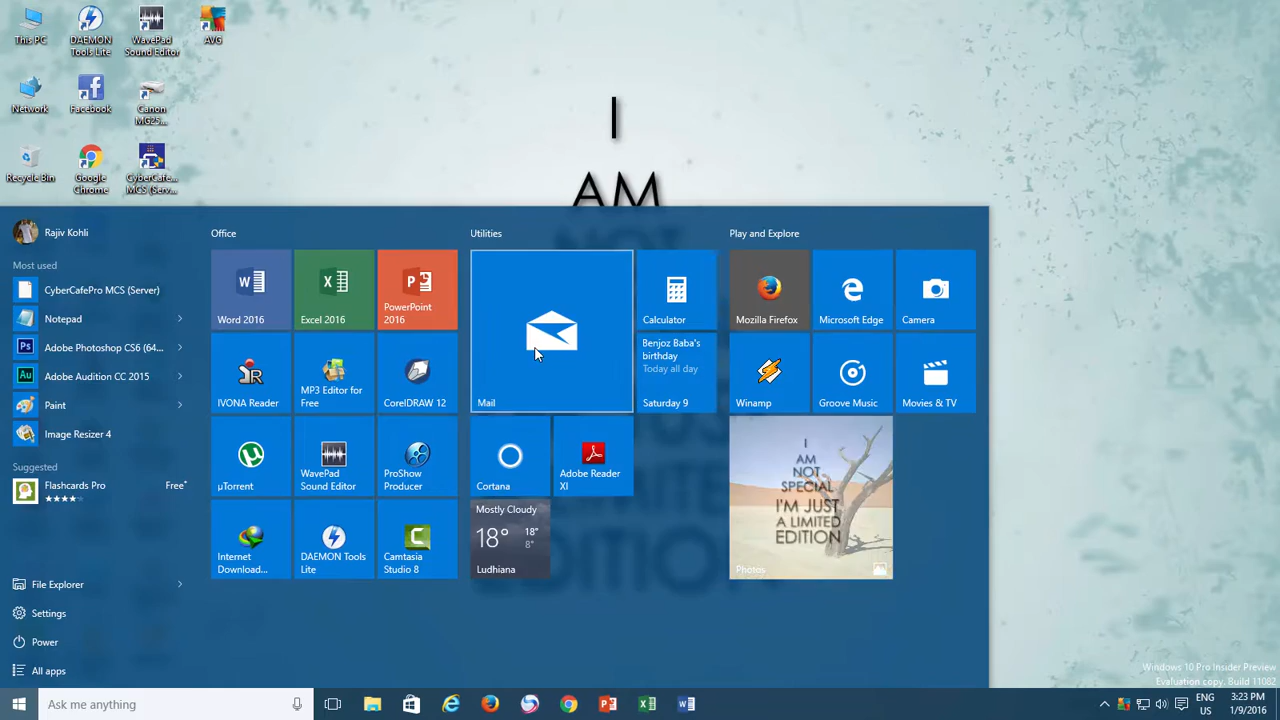 This PC
DAEMON
Tools Lite
WavePad
Sound Editor
AVG
Network
Facebook
Canon
MG25...
Recycle Bin
Google
Chrome
CyberCafe...
MCS (Serv...
I
AM
Rajiv Kohli
Most used
CyberCafePro MCS (Server)
Notepad
Adobe Photoshop CS6 (64...
Adobe Audition CC 2015
Paint
Image Resizer 4
Suggested
Flashcards Pro
Free*
File Explorer
Settings
Power
All apps
Office
Word 2016
Excel 2016
PowerPoint
2016
IVONA Reader
MP3 Editor for
Free
CorelDRAW 12
µTorrent
WavePad
Sound Editor
ProShow
Producer
Internet
Download...
DAEMON Tools
Lite
Camtasia
Studio 8
Utilities
Mail
Calculator
Benjoz Baba's
birthday
Today all day
Saturday 9
Cortana
Adobe Reader
XI
Mostly Cloudy
18°
18°
8°
Ludhiana
Play and Explore
Mozilla Firefox
Microsoft Edge
Camera
Winamp
Groove Music
Movies & TV
I
AM
NOT
SPECIAL
I'M JUST
A LIMITED
EDITION
Photos
Windows 10 Pro Insider Preview
Evaluation copy. Build 11082
Ask me anything
ENG
US
3:23 PM
1/9/2016